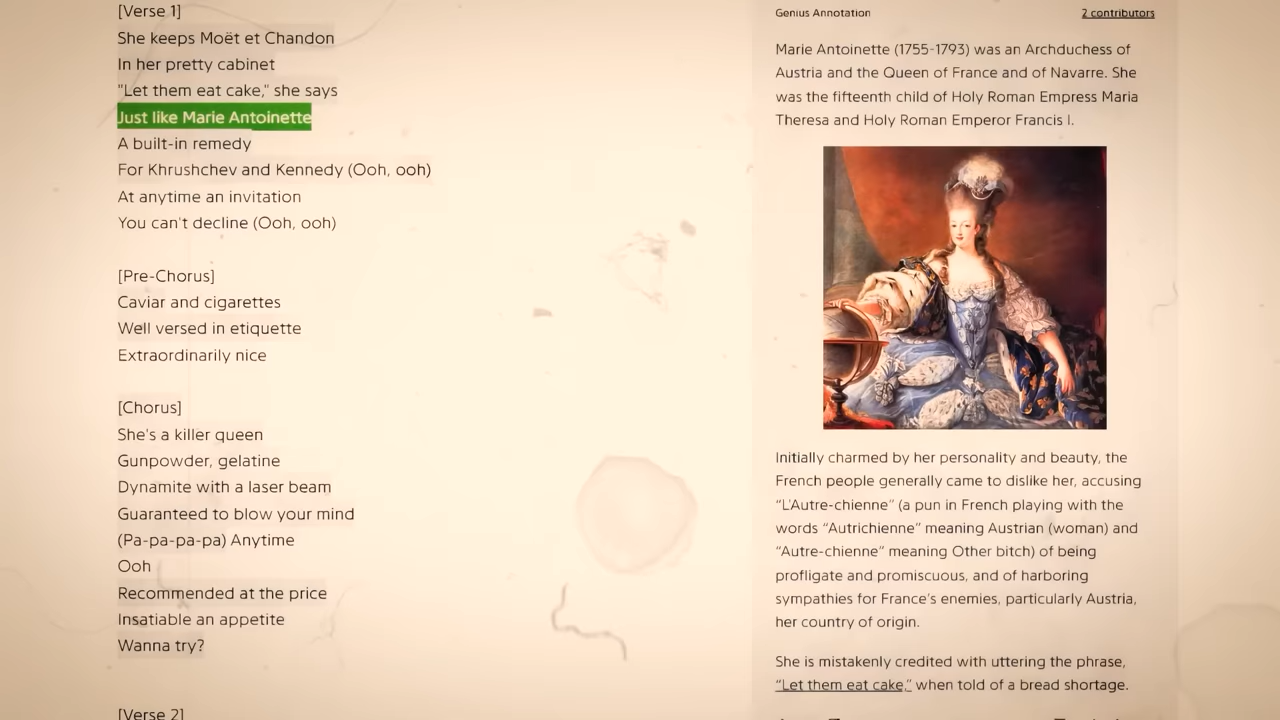 [Verse 1]
She keeps Moët et Chandon
In her pretty cabinet
"Let them eat cake," she says
Just like Marie Antoinette
A built-in remedy
For Khrushchev and Kennedy (Ooh, ooh)
At anytime an invitation
You can't decline (Ooh, ooh)
[Pre-Chorus]
Caviar and cigarettes
Well versed in etiquette
Extraordinarily nice
[Chorus]
She's a killer queen
Gunpowder, gelatine
Dynamite with a laser beam
Guaranteed to blow your mind
(Pa-pa-pa-pa) Anytime
Ooh
Recommended at the price
Insatiable an appetite
Wanna try?
[Verse 2]
Genius Annotation
2 contributors
Marie Antoinette (1755-1793) was an Archduchess of
Austria and the Queen of France and of Navarre. She
was the fifteenth child of Holy Roman Empress Maria
Theresa and Holy Roman Emperor Francis I.
Initially charmed by her personality and beauty, the
French people generally came to dislike her, accusing
“L’Autre-chienne” (a pun in French playing with the
words “Autrichienne” meaning Austrian (woman) and
“Autre-chienne” meaning Other bitch) of being
profligate and promiscuous, and of harboring
sympathies for France’s enemies, particularly Austria,
her country of origin.
She is mistakenly credited with uttering the phrase,
“Let them eat cake,” when told of a bread shortage.